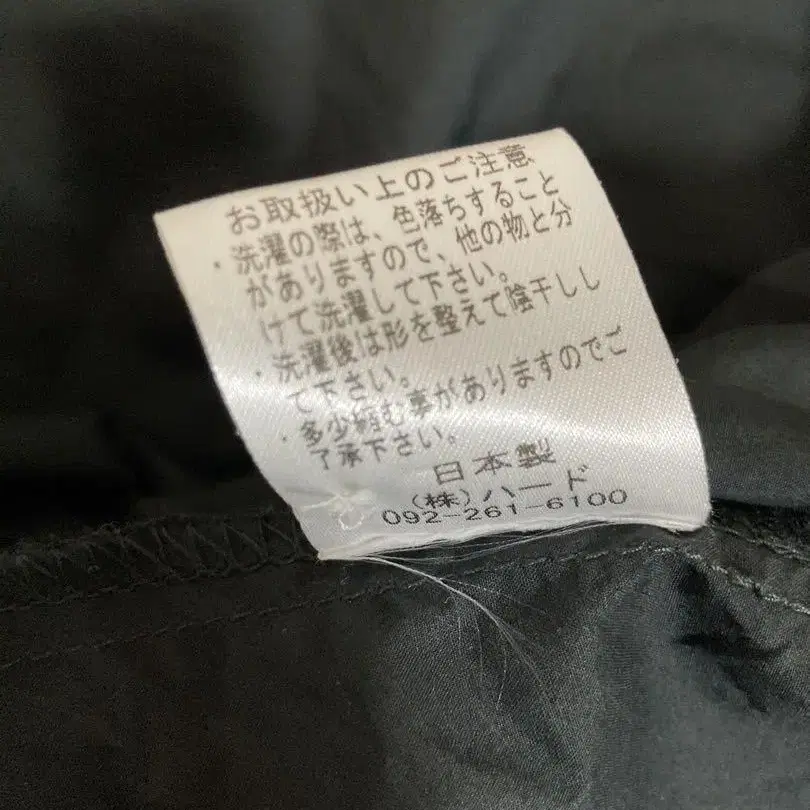 お取扱い上のご注意
・洗濯の際は、色落ちすること
がありますので、他の物と分
けて洗濯して下さい。
・洗濯後は形を整えて陰干しし
て下さい。
・多少縮む事がありますのでご
了承下さい。
日本製
(株)ハード
092-261-6100